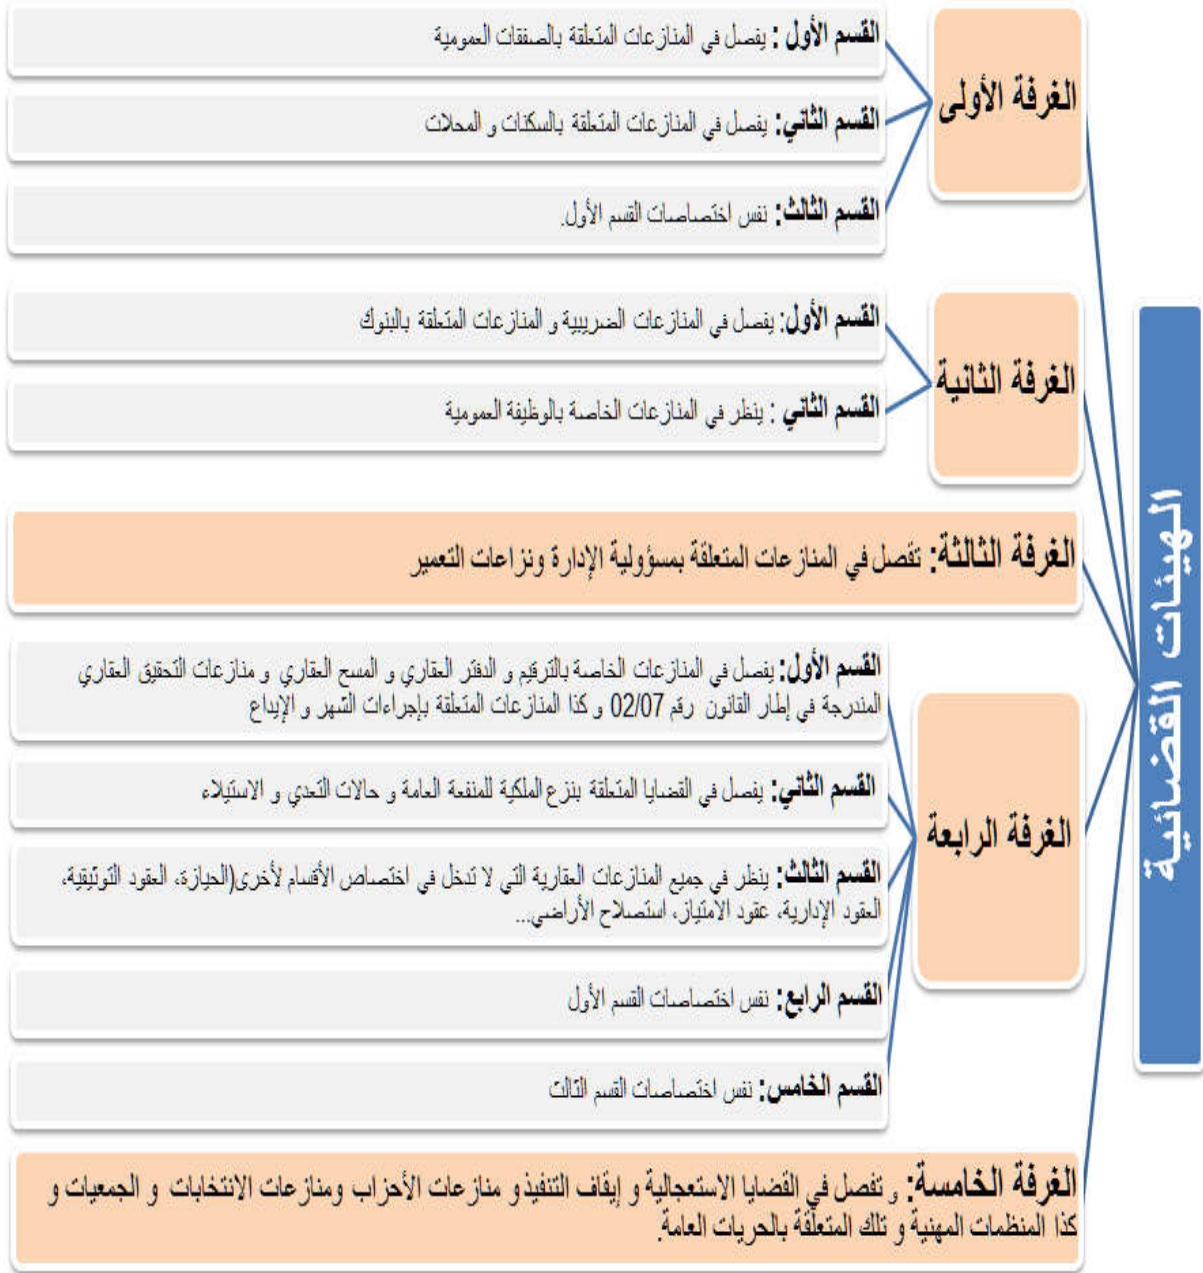 الهيئات القضائية
الغرفة الأولى
القسم الأول : يفصل في المنازعات المتعلقة بالصفقات العمومية
القسم الثاني: يفصل في المنازعات المتعلقة بالسكنات و المحلات
القسم الثالث: نفس اختصاصات القسم الأول.
الغرفة الثانية
القسم الأول: يفصل في المنازعات الضريبية و المنازعات المتعلقة بالبنوك
القسم الثاني : ينظر في المنازعات الخاصة بالوظيفة العمومية
الغرفة الثالثة: تفصل في المنازعات المتعلقة بمسؤولية الإدارة ونزاعات التعمير
الغرفة الرابعة
القسم الأول: يفصل في المنازعات الخاصة بالترقيم و الدفتر العقاري و المسح العقاري و منازعات التحقيق العقاري
المندرجة في إطار القانون رقم 02/07 و كذا المنازعات المتعلقة بإجراءات الشهر و الإيداع
القسم الثاني: يفصل في القضايا المتعلقة بنزع الملكية للمنفعة العامة و حالات التعدي و الاستيلاء
القسم الثالث: ينظر في جميع المنازعات العقارية التي لا تدخل في اختصاص الأقسام لأخرى(الحيازة، العقود التوثيقية،
العقود الإدارية، عقود الامتياز، استصلاح الأراضي...
القسم الرابع: نفس اختصاصات القسم الأول
القسم الخامس: نفس اختصاصات القسم الثالث
الغرفة الخامسة: و تفصل في القضايا الاستعجالية و إيقاف التنفيذ و منازعات الأحزاب ومنازعات الانتخابات و الجمعيات و
كذا المنظمات المهنية و تلك المتعلّقة بالحريات العامة.